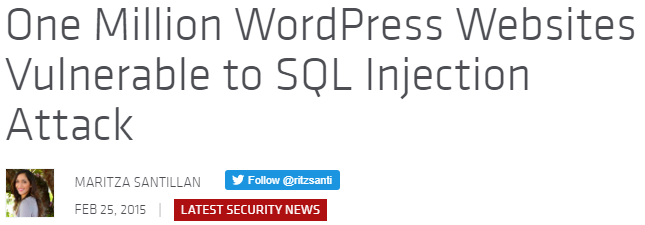 One Million WordPress Websites
Vulnerable to SQL Injection
Attack
MARITZA SANTILLAN Follow @ritzsanti
FEB 25, 2015 | LATEST SECURITY NEWS